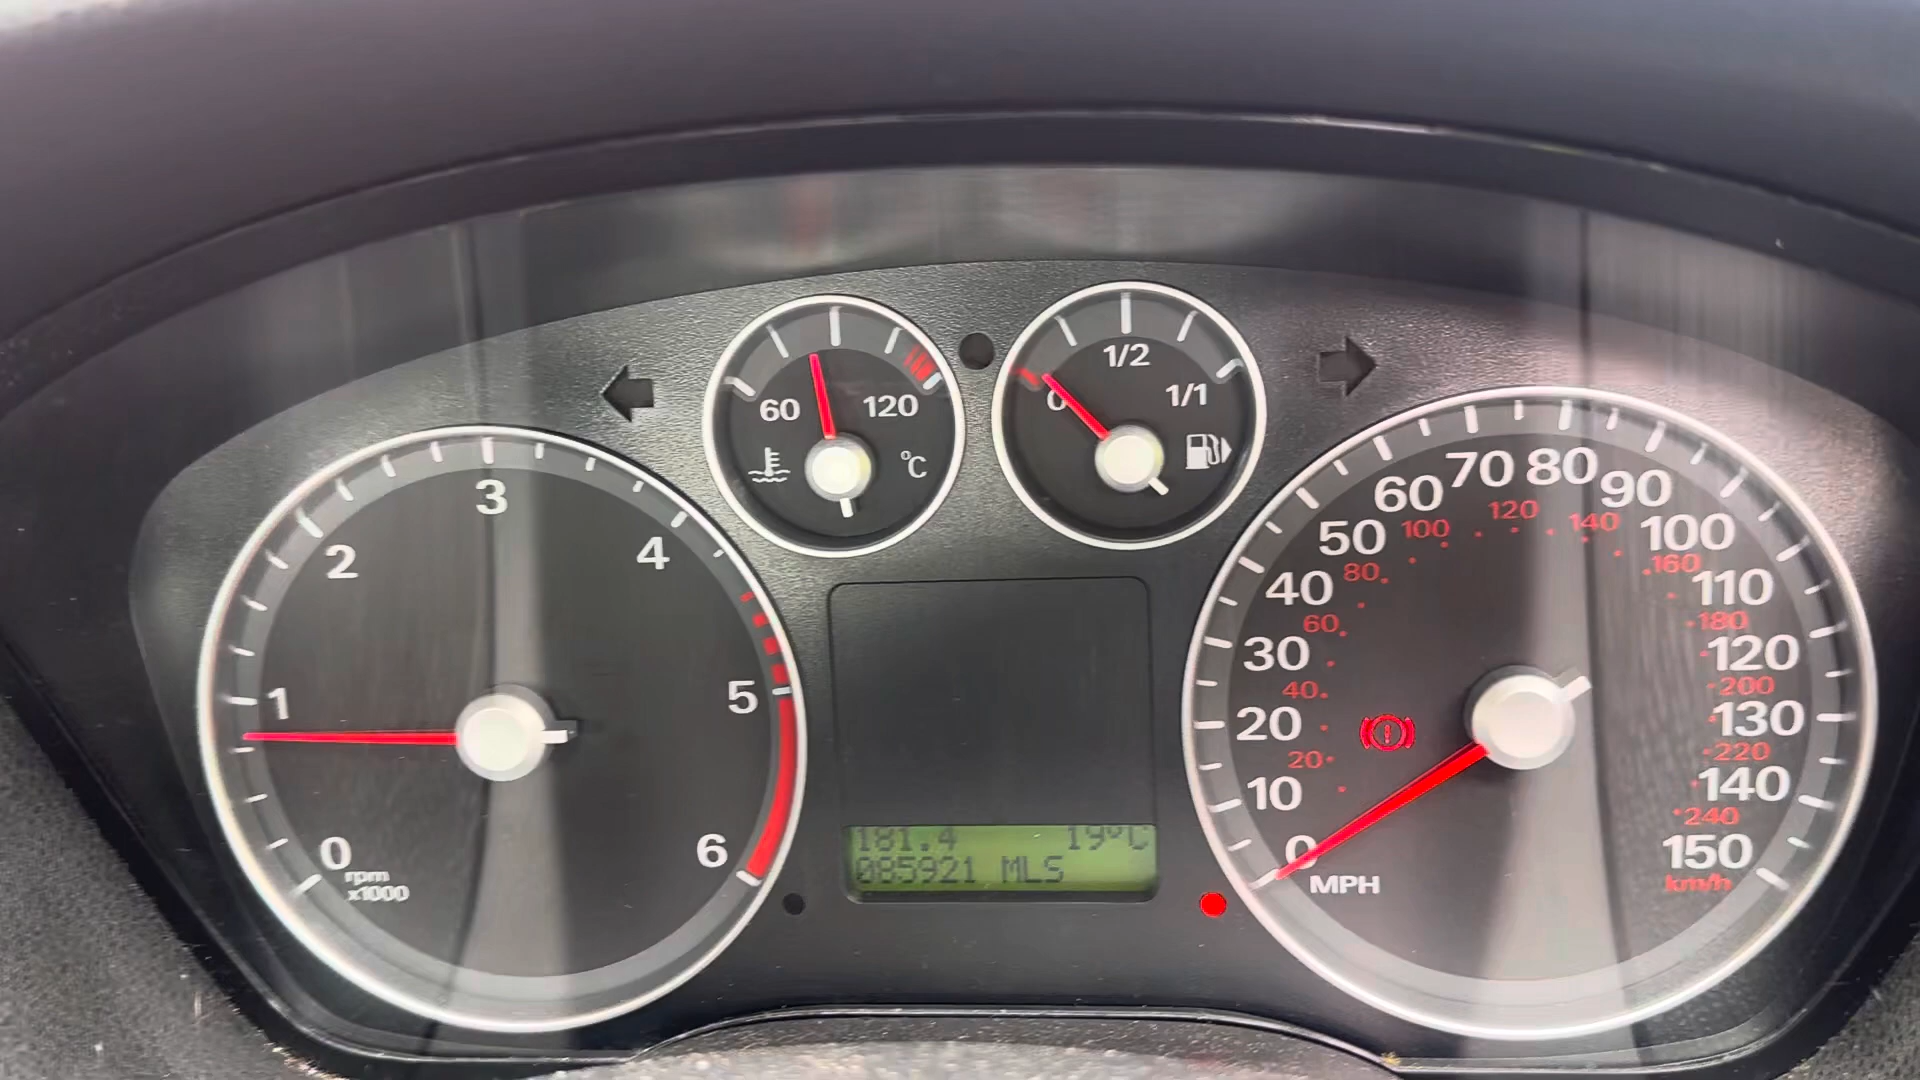 60 120
°C
0 1/2 1/1
0 1 2 3 4 5 6
rpm
x1000
0 10 20 30 40 50 60 70 80 90 100 110 120 130 140 150
20 40 60 80 100 120 140 160 180 200 220 240
MPH
km/h
181.4 19°C
085921 MLS